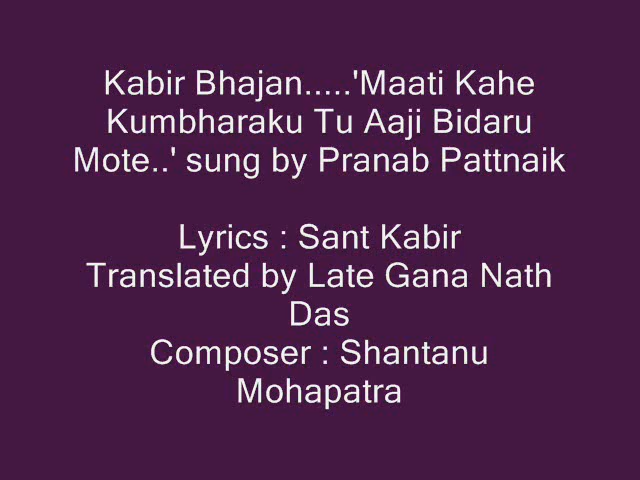 Kabir Bhajan.....'Maati Kahe
Kumbharaku Tu Aaji Bidaru
Mote..' sung by Pranab Pattnaik
Lyrics : Sant Kabir
Translated by Late Gana Nath
Das
Composer : Shantanu
Mohapatra